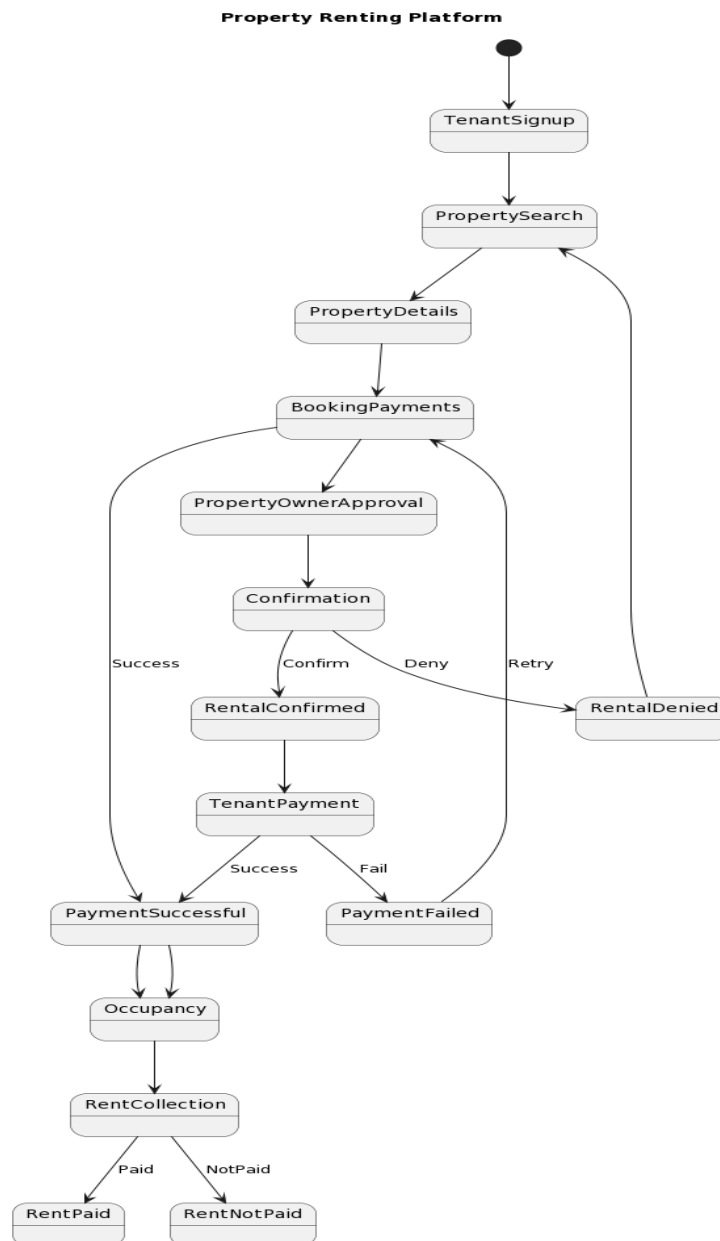 Property Renting Platform
TenantSignup
PropertySearch
PropertyDetails
BookingPayments
PropertyOwnerApproval
Confirmation
Success
Confirm
Deny
Retry
RentalConfirmed
RentalDenied
TenantPayment
Success
Fail
PaymentSuccessful
PaymentFailed
Occupancy
RentCollection
Paid
NotPaid
RentPaid
RentNotPaid